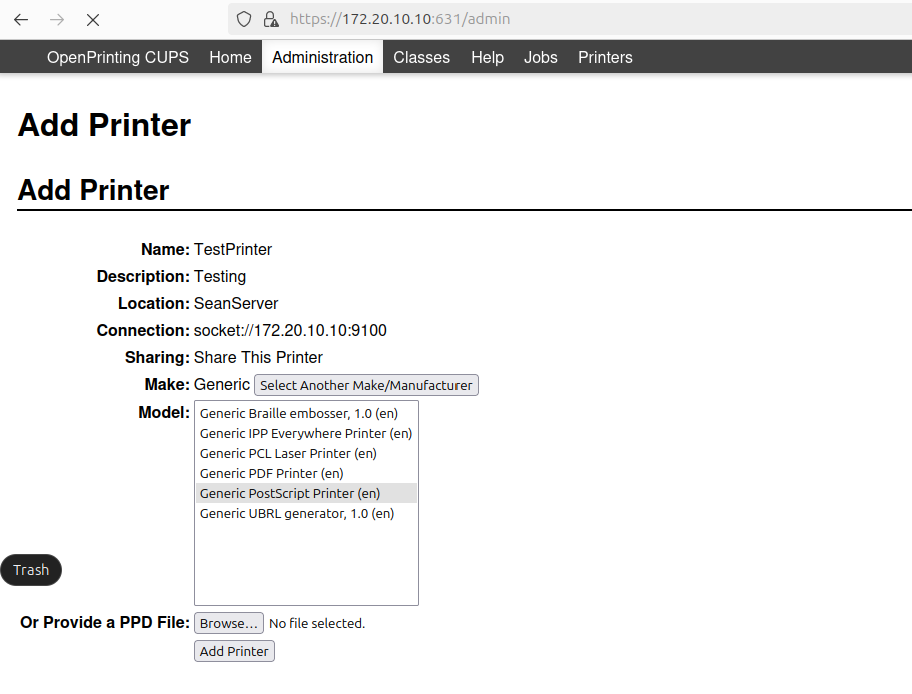 https://172.20.10.10:631/admin
OpenPrinting CUPS Home Administration Classes Help Jobs Printers
Add Printer
Add Printer
Name: TestPrinter
Description: Testing
Location: SeanServer
Connection: socket://172.20.10.10:9100
Sharing: Share This Printer
Make: Generic Select Another Make/Manufacturer
Model:
Generic Braille embosser, 1.0 (en)
Generic IPP Everywhere Printer (en)
Generic PCL Laser Printer (en)
Generic PDF Printer (en)
Generic PostScript Printer (en)
Generic UBRL generator, 1.0 (en)
Trash
Or Provide a PPD File: Browse... No file selected.
Add Printer